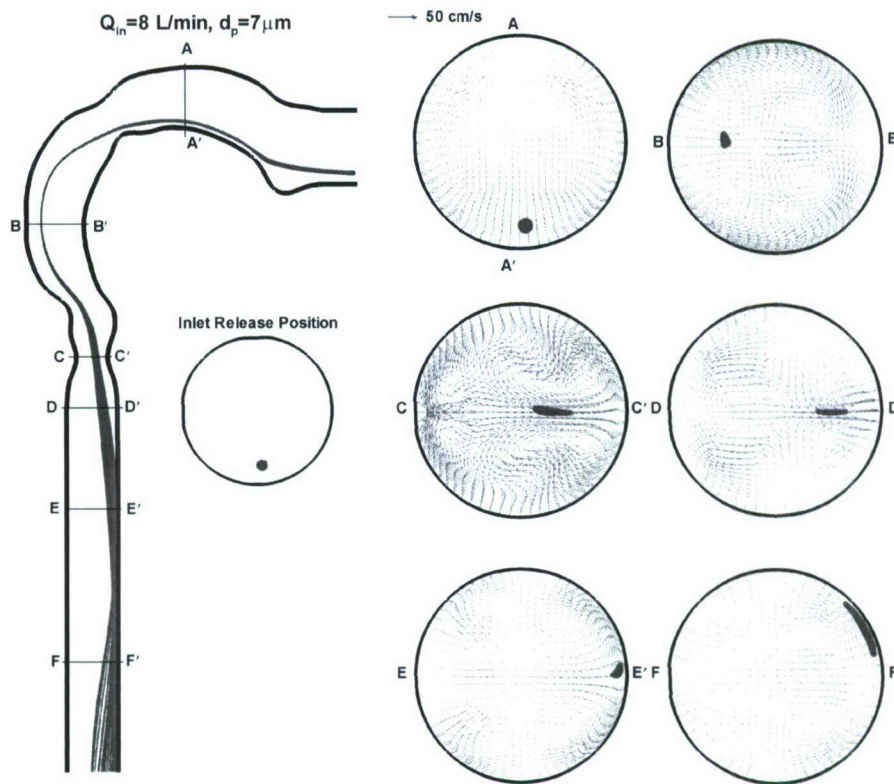 Q_in=8 L/min, d_p=7μm
A
A′
B B′
C C′
D D′
E E′
F F′
Inlet Release Position
50 cm/s
A
A′
B B
C C′
D D
E E′
F F